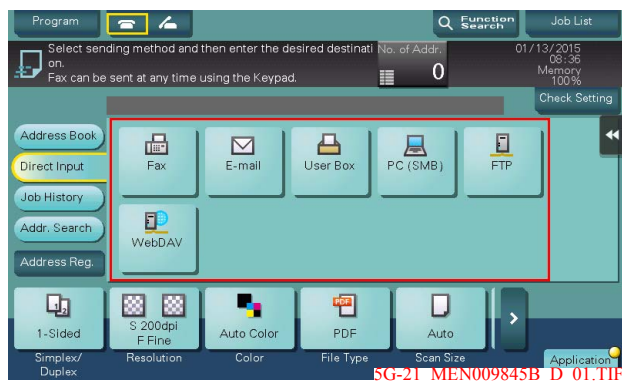 Program
Function
Search
Job List
Select sending method and then enter the desired destinati
on.
Fax can be sent at any time using the Keypad.
No. of Addr.
0
01/13/2015
08:36
Memory
100%
Check Setting
Address Book
Direct Input
Job History
Addr. Search
Address Reg.
Fax
E-mail
User Box
PC (SMB)
FTP
WebDAV
1-Sided
S 200dpi
F Fine
Auto Color
PDF
PDF
Auto
Simplex/
Duplex
Resolution
Color
File Type
Scan Size
Application
5G-21_MEN009845B_D_01.TIF